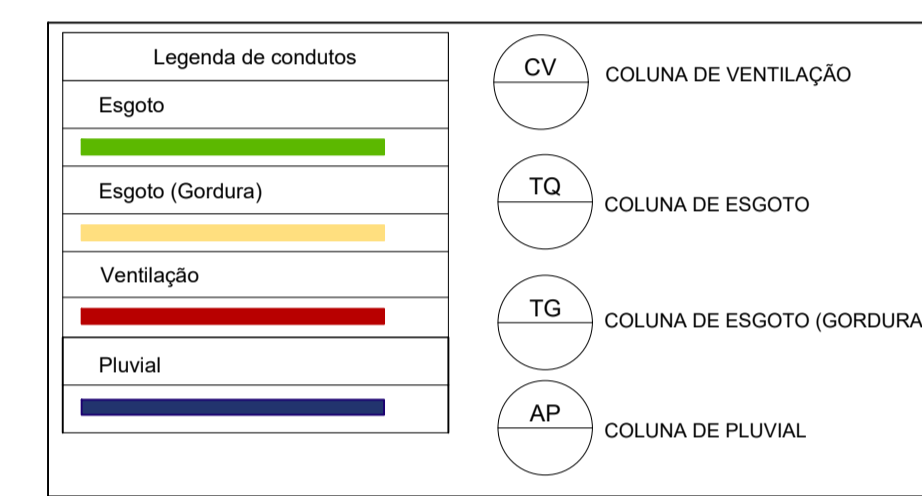 Legenda de condutos
Esgoto
Esgoto (Gordura)
Ventilação
Pluvial
CV
COLUNA DE VENTILAÇÃO
TQ
COLUNA DE ESGOTO
TG
COLUNA DE ESGOTO (GORDURA
AP
COLUNA DE PLUVIAL